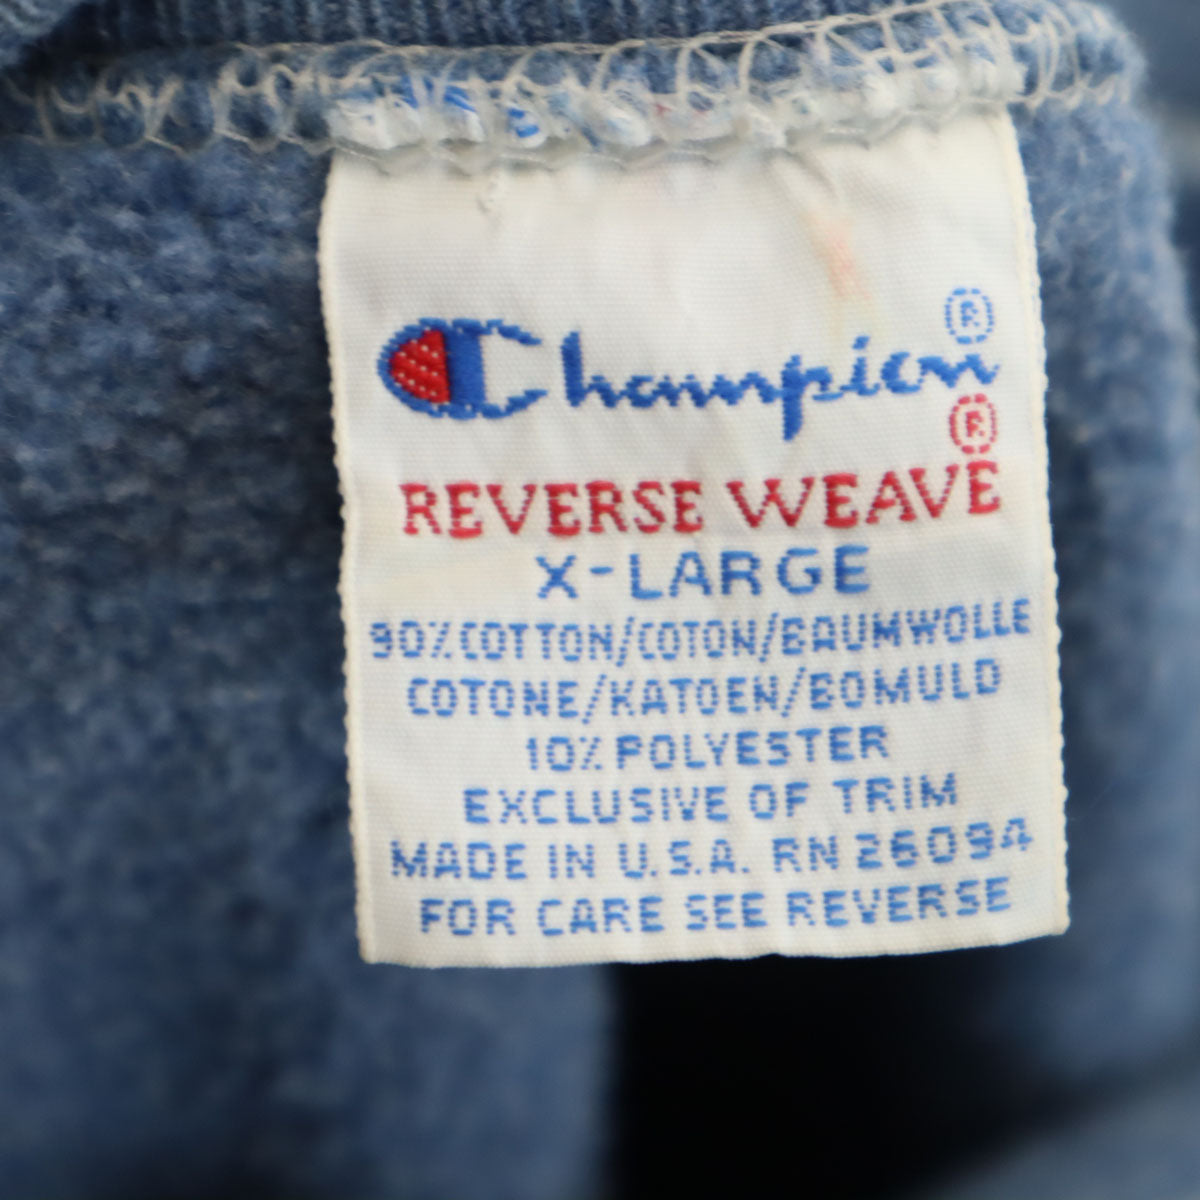 Champion®
®
REVERSE WEAVE
X-LARGE
90% COTTON/COTON/BAUMWOLLE
COTONE/KATOEN/BOMULD
10% POLYESTER
EXCLUSIVE OF TRIM
MADE IN U.S.A. RN 26094
FOR CARE SEE REVERSE